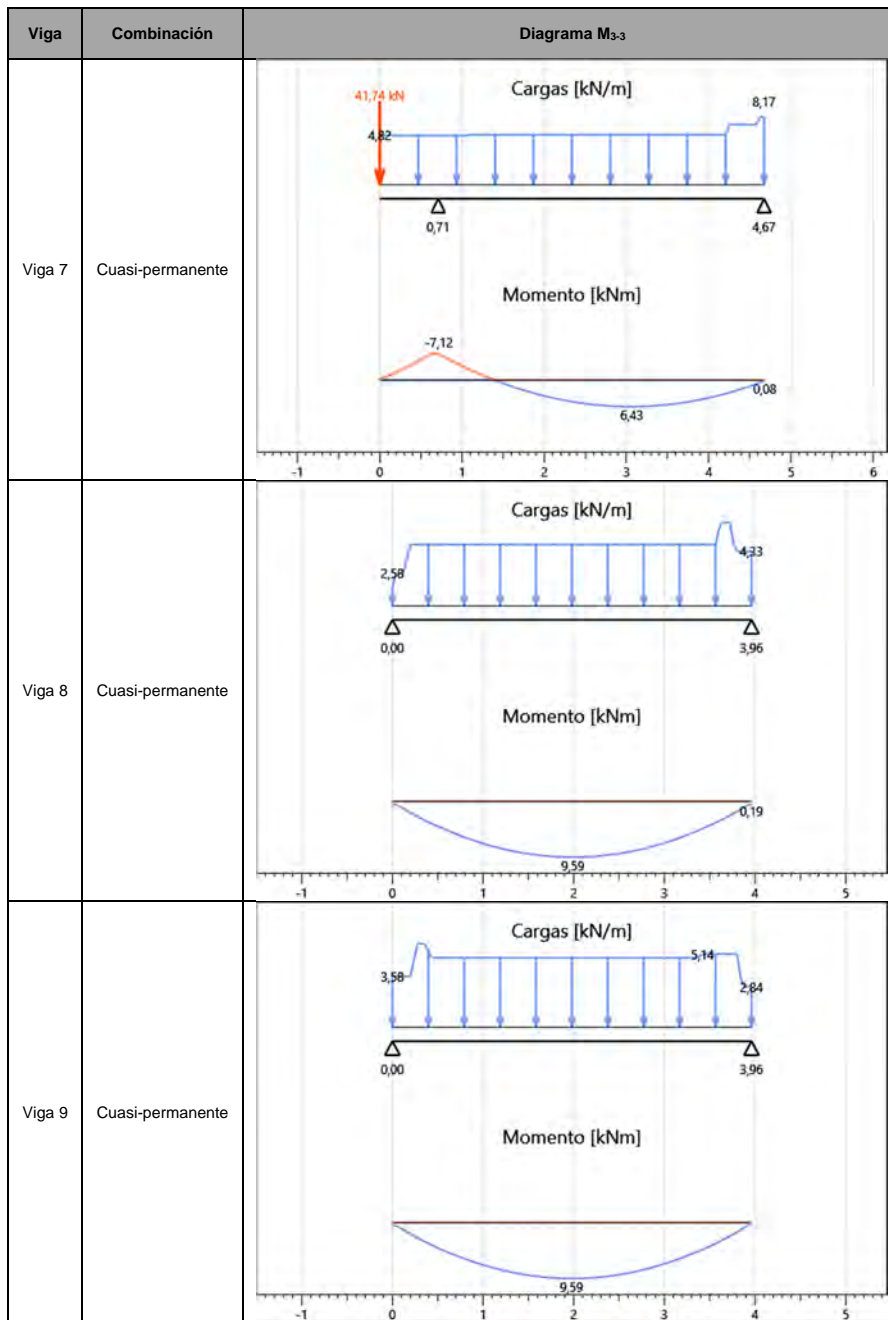 Viga Combinación Diagrama M3-3
Cargas [kN/m]
41,74 kN
8,17
4,82
0,71 4,67
Viga 7 Cuasi-permanente
Momento [kNm]
-7,12
0,08
6,43
-1 0 1 2 3 4 5 6
Cargas [kN/m]
4,33
2,58
0,00 3,96
Viga 8 Cuasi-permanente
Momento [kNm]
0,19
9,59
-1 0 1 2 3 4 5
Cargas [kN/m]
5,14
3,58
2,84
0,00 3,96
Viga 9 Cuasi-permanente
Momento [kNm]
9,59
-1 0 1 2 3 4 5